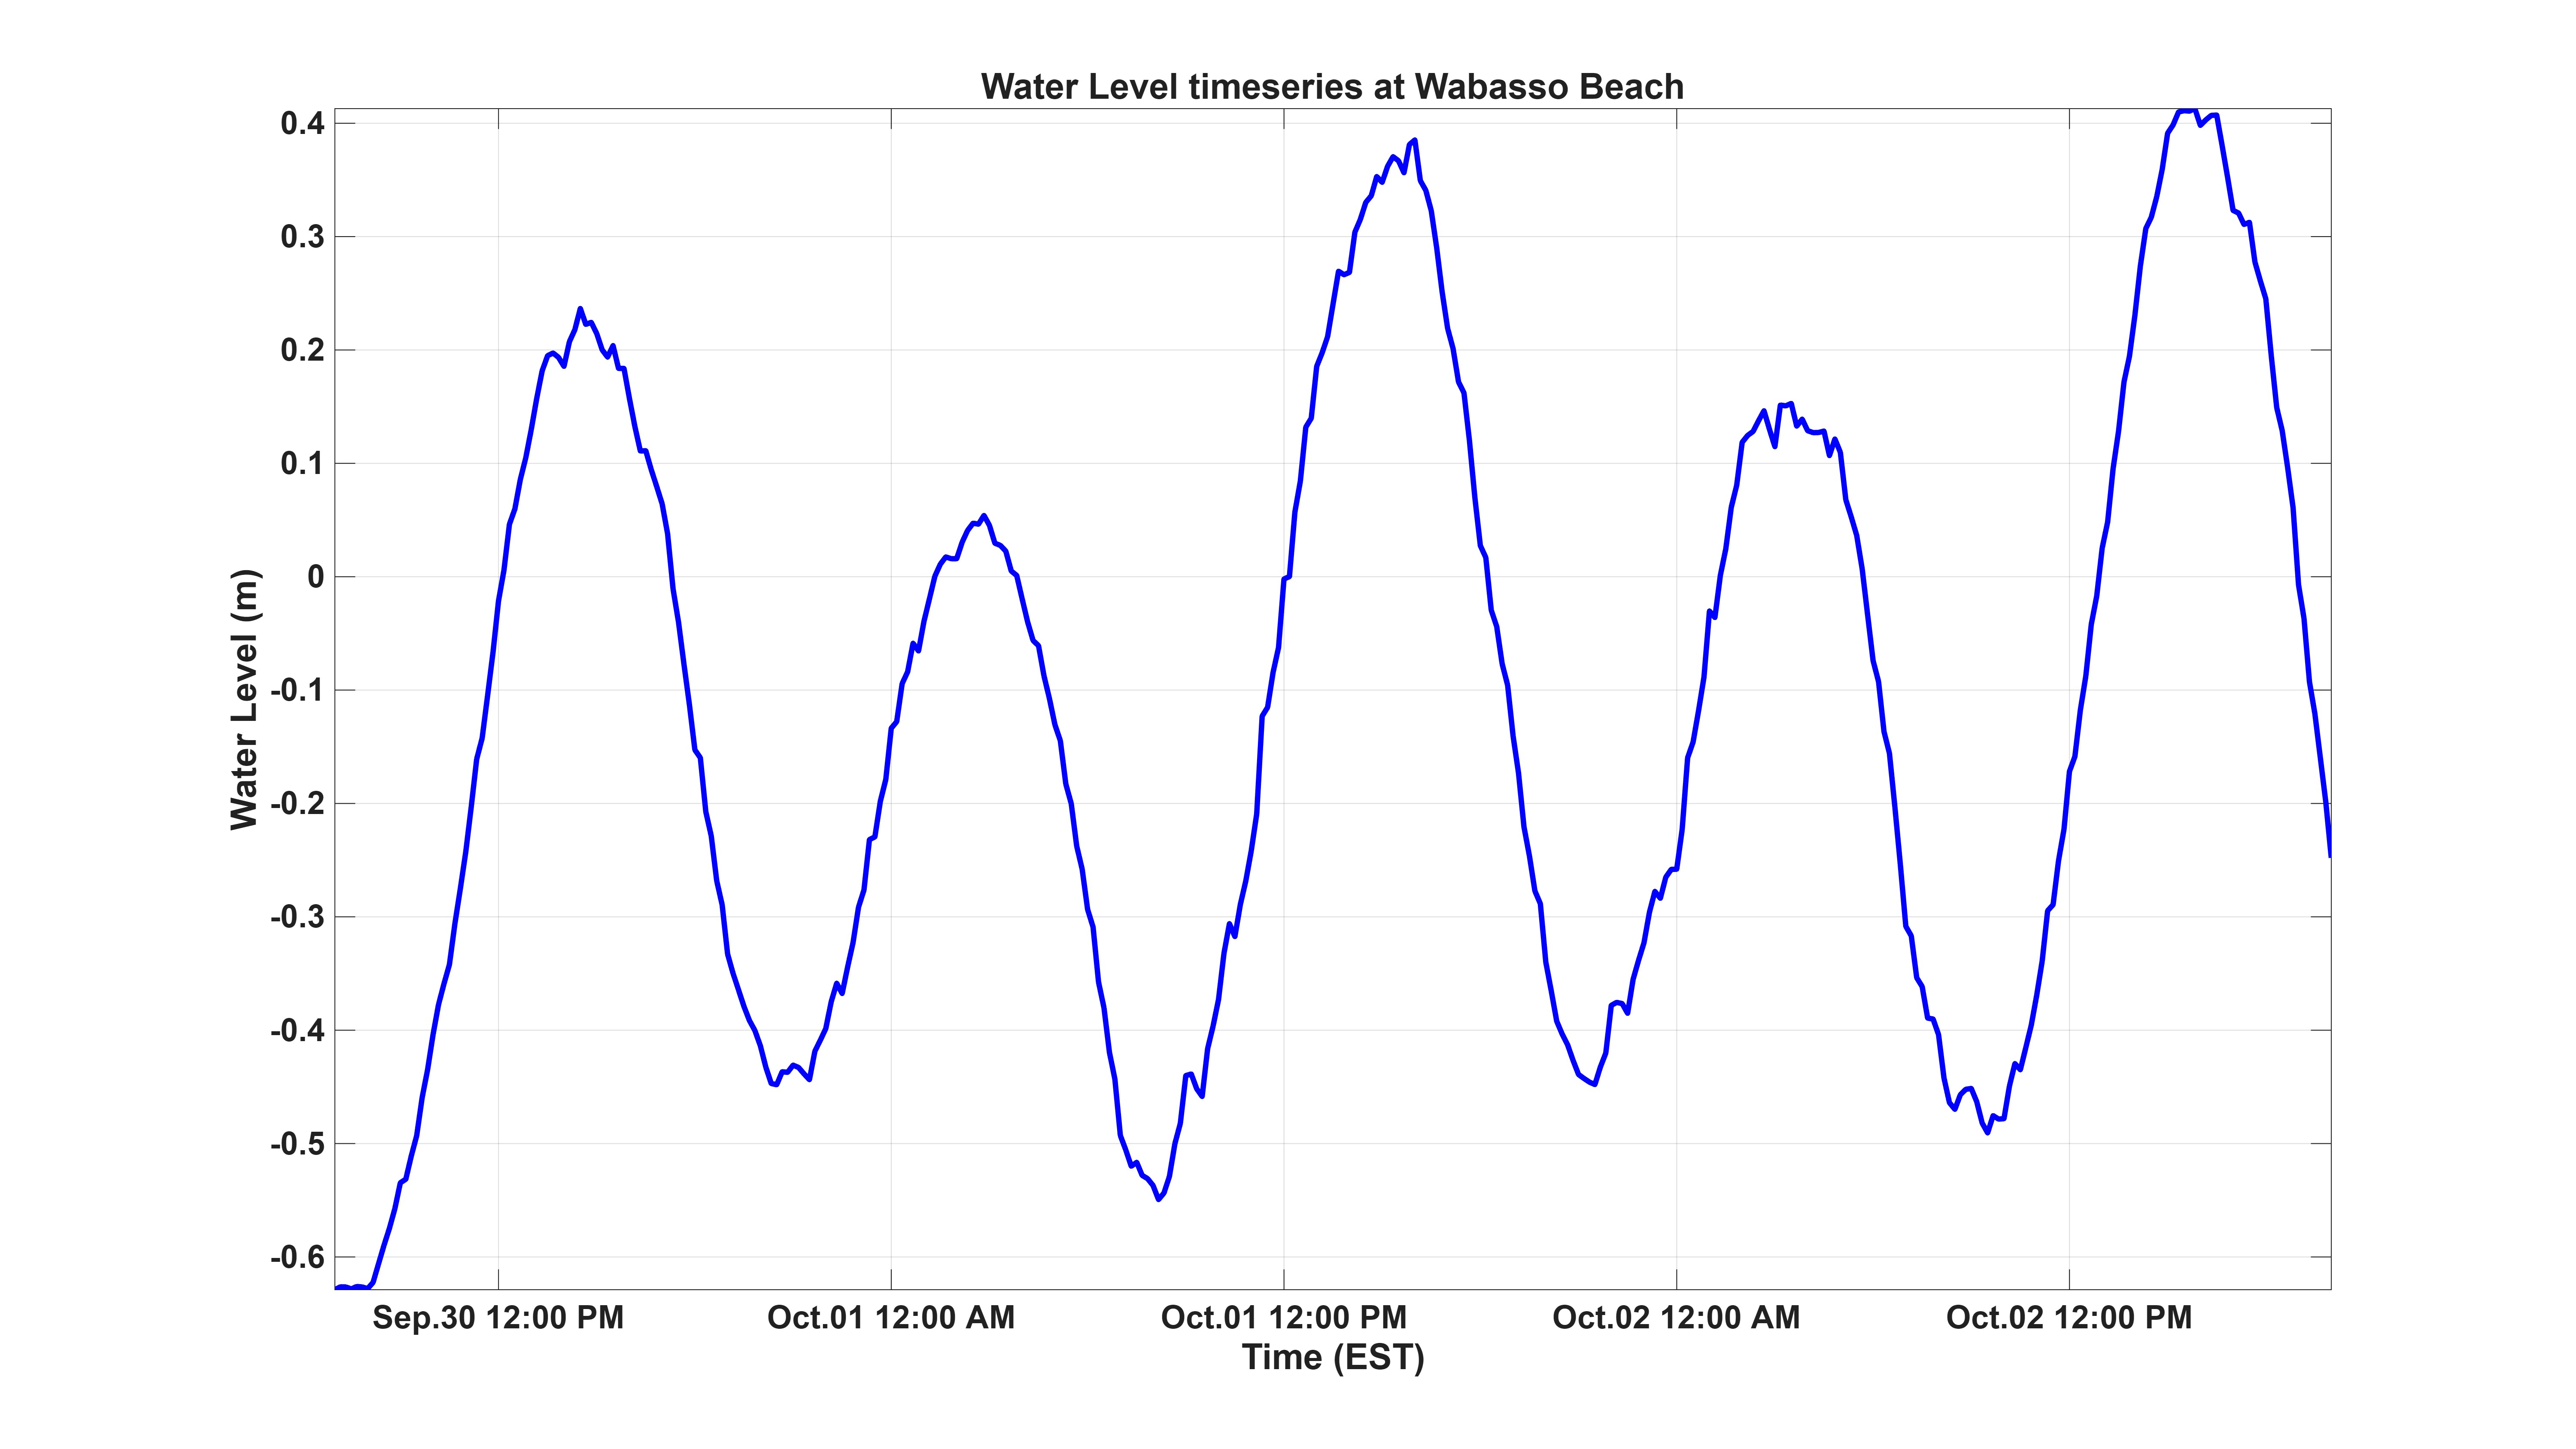 Water Level timeseries at Wabasso Beach
0.4
0.3
0.2
0.1
0
-0.1
-0.2
-0.3
-0.4
-0.5
-0.6
Water Level (m)
Sep.30 12:00 PM
Oct.01 12:00 AM
Oct.01 12:00 PM
Oct.02 12:00 AM
Oct.02 12:00 PM
Time (EST)